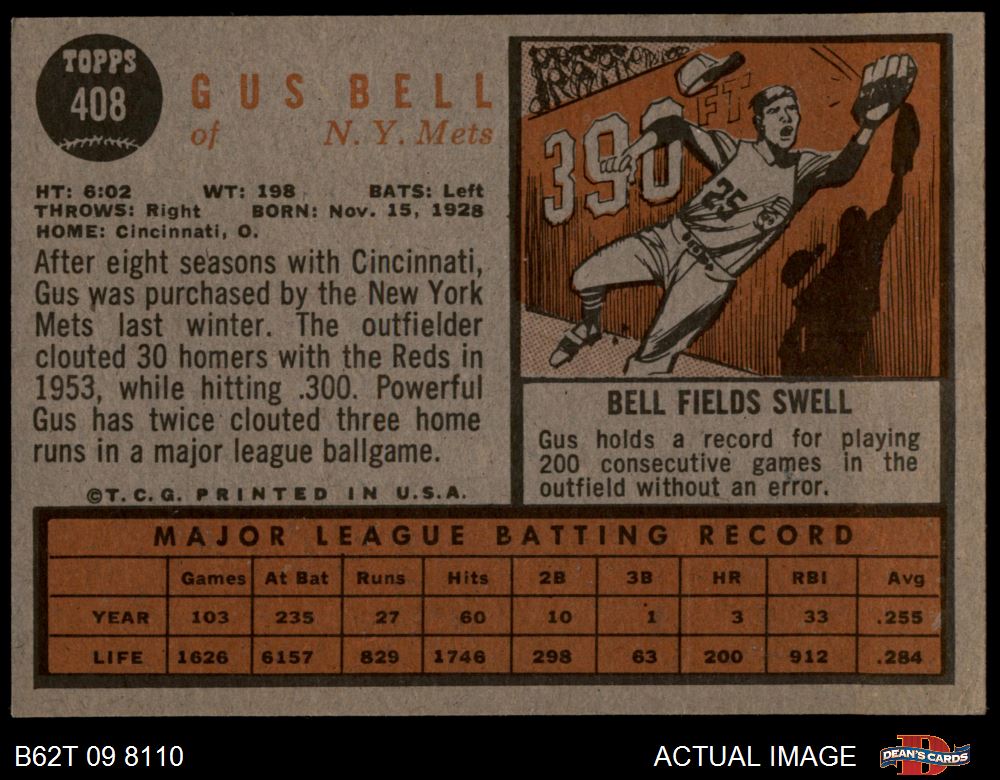 TOPPS
408
GUS BELL
of N. Y. Mets
HT: 6:02 WT: 198 BATS: Left
THROWS: Right BORN: Nov. 15, 1928
HOME: Cincinnati, O.
After eight seasons with Cincinnati,
Gus was purchased by the New York
Mets last winter. The outfielder
clouted 30 homers with the Reds in
1953, while hitting .300. Powerful
Gus has twice clouted three home
runs in a major league ballgame.
©T.C.G. PRINTED IN U.S.A.
390 FT
25
BELL FIELDS SWELL
Gus holds a record for playing
200 consecutive games in the
outfield without an error.
MAJOR LEAGUE BATTING RECORD
Games At Bat Runs Hits 2B 3B HR RBI Avg
YEAR 103 235 27 60 10 1 3 33 .255
LIFE 1626 6157 829 1746 298 63 200 912 .284
B62T 09 8110 ACTUAL IMAGE DEAN'S CARDS